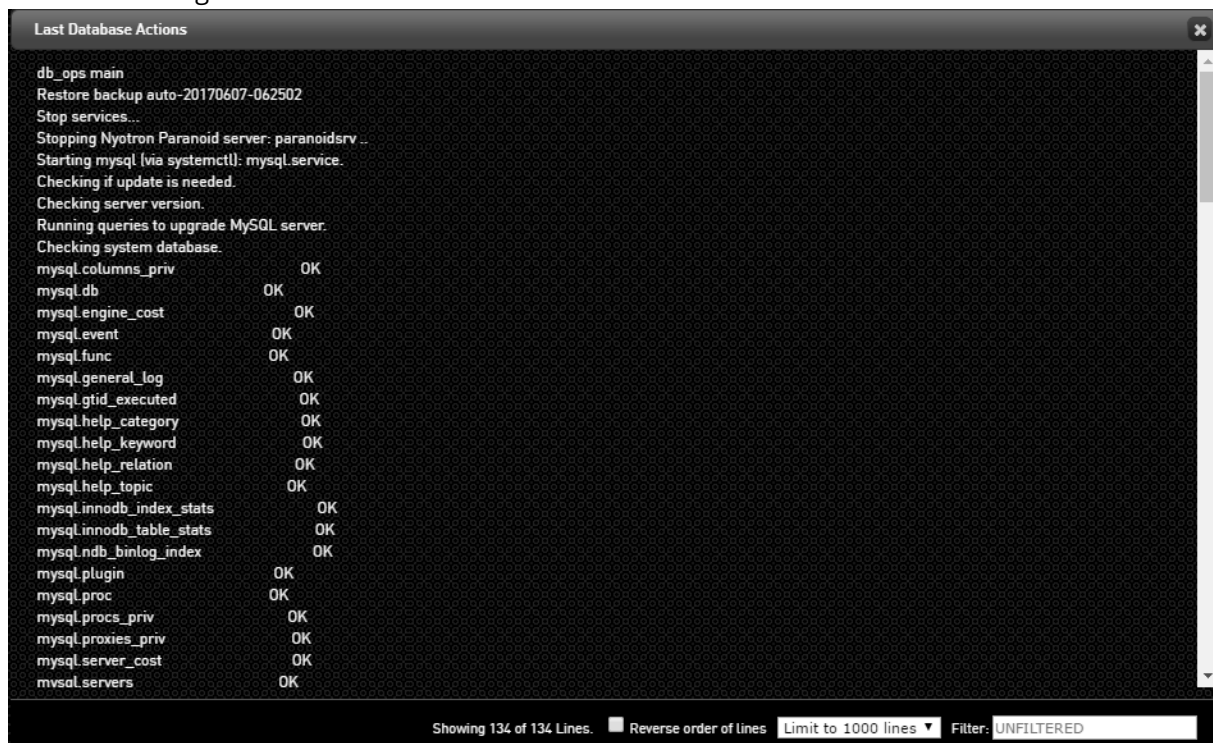 Last Database Actions
db_ops main
Restore backup auto-20170607-062502
Stop services...
Stopping Nyotron Paranoid server: paranoidsrv ..
Starting mysql (via systemctl): mysql.service.
Checking if update is needed.
Checking server version.
Running queries to upgrade MySQL server.
Checking system database.
mysql.columns_priv OK
mysql.db OK
mysql.engine_cost OK
mysql.event OK
mysql.func OK
mysql.general_log OK
mysql.gtid_executed OK
mysql.help_category OK
mysql.help_keyword OK
mysql.help_relation OK
mysql.help_topic OK
mysql.innodb_index_stats OK
mysql.innodb_table_stats OK
mysql.ndb_binlog_index OK
mysql.plugin OK
mysql.proc OK
mysql.procs_priv OK
mysql.proxies_priv OK
mysql.server_cost OK
mysql.servers OK
Showing 134 of 134 Lines. Reverse order of lines Limit to 1000 lines Filter: UNFILTERED